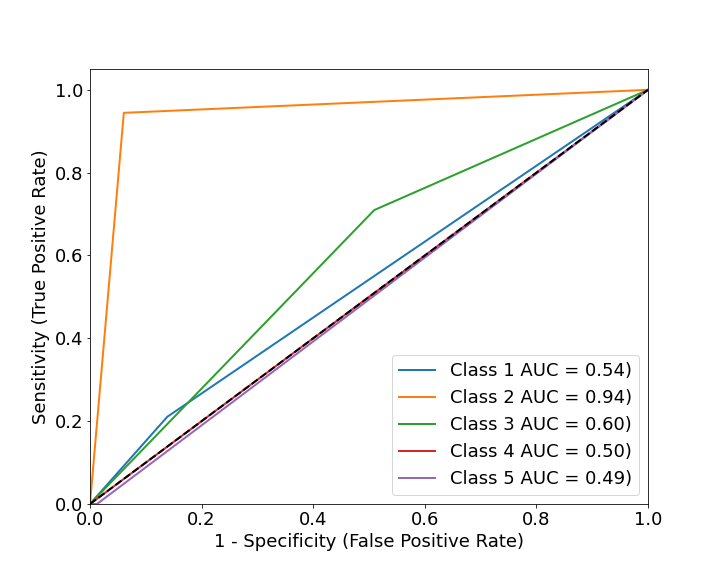 1.0
0.8
0.6
0.4
0.2
0.0
Sensitivity (True Positive Rate)
Class 1 AUC = 0.54)
Class 2 AUC = 0.94)
Class 3 AUC = 0.60)
Class 4 AUC = 0.50)
Class 5 AUC = 0.49)
0.0 0.2 0.4 0.6 0.8 1.0
1 - Specificity (False Positive Rate)